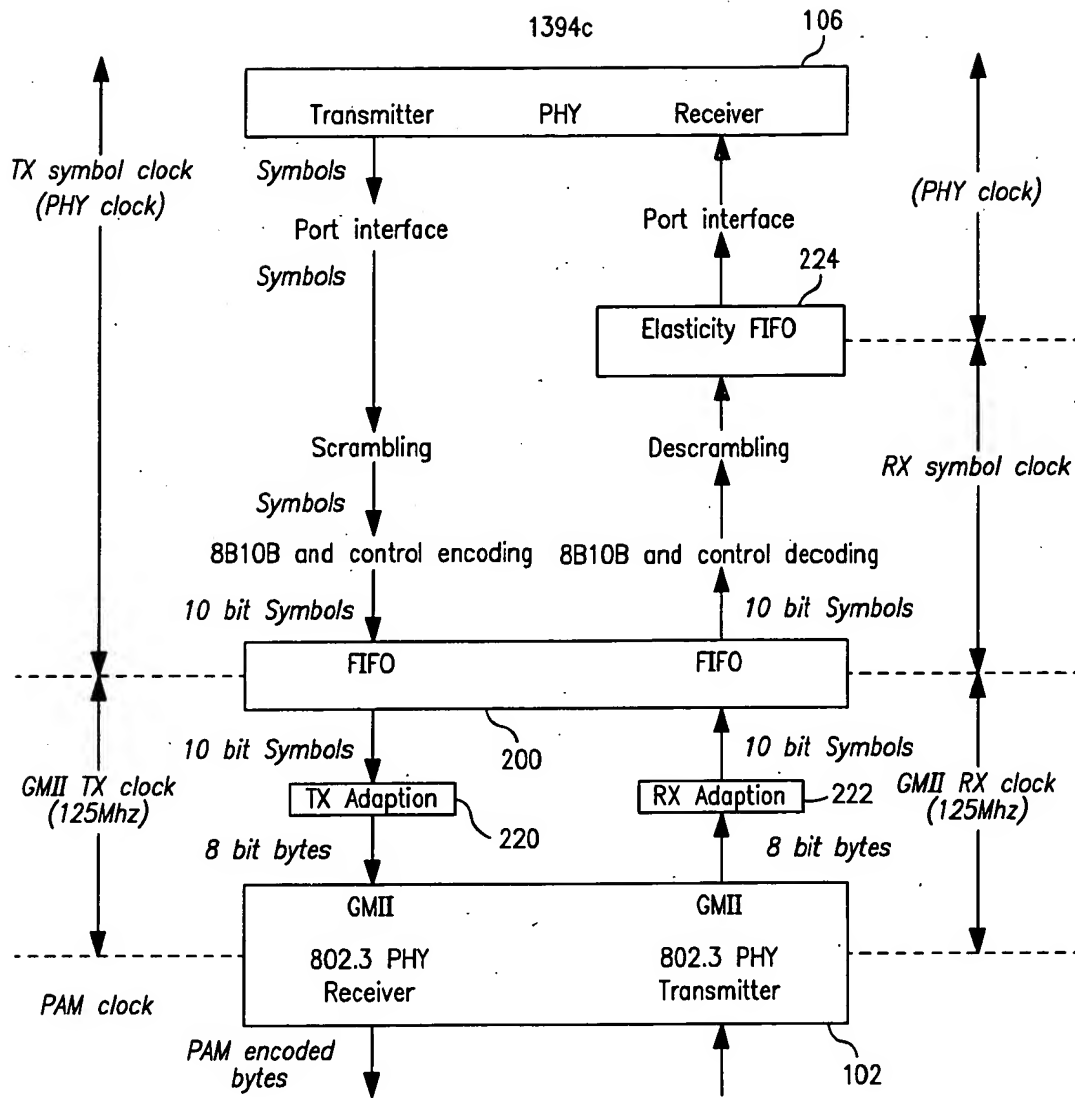 1394c
106
Transmitter PHY Receiver
TX symbol clock
(PHY clock)
Symbols
(PHY clock)
Port interface
Port interface
Symbols
224
Elasticity FIFO
Scrambling
Descrambling
RX symbol clock
Symbols
8B10B and control encoding
8B10B and control decoding
10 bit Symbols
10 bit Symbols
FIFO
FIFO
200
10 bit Symbols
10 bit Symbols
GMII TX clock
(125Mhz)
TX Adaption
220
RX Adaption
222
GMII RX clock
(125Mhz)
8 bit bytes
8 bit bytes
GMII
GMII
802.3 PHY
Receiver
802.3 PHY
Transmitter
PAM clock
PAM encoded
bytes
102